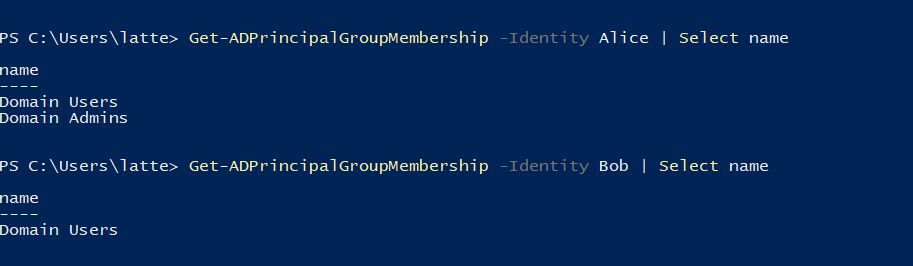 PS C:\Users\latte> Get-ADPrincipalGroupMembership -Identity Alice | Select name
name
----
Domain Users
Domain Admins
PS C:\Users\latte> Get-ADPrincipalGroupMembership -Identity Bob | Select name
name
----
Domain Users